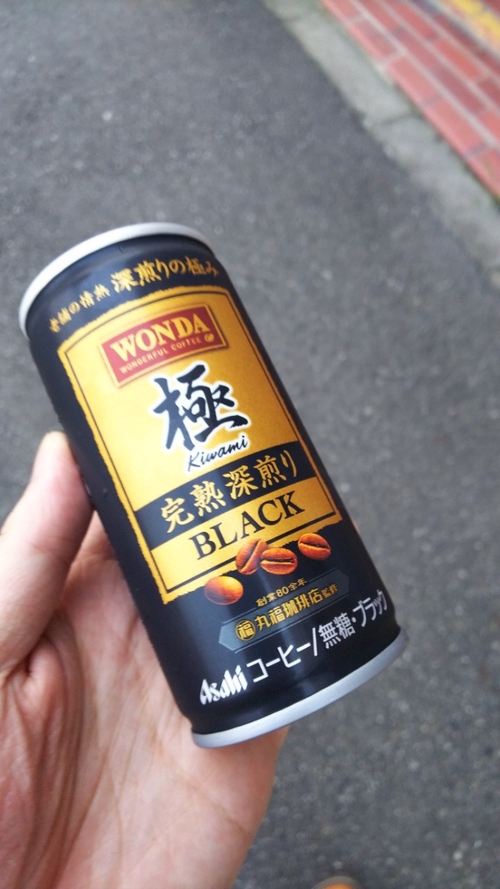 老舗の情熱 深煎りの極み
WONDA
WONDERFUL COFFEE
極
Kiwami
完熟深煎り
BLACK
創業80余年
福 丸福珈琲店監修
Asahi コーヒー/無糖・ブラック